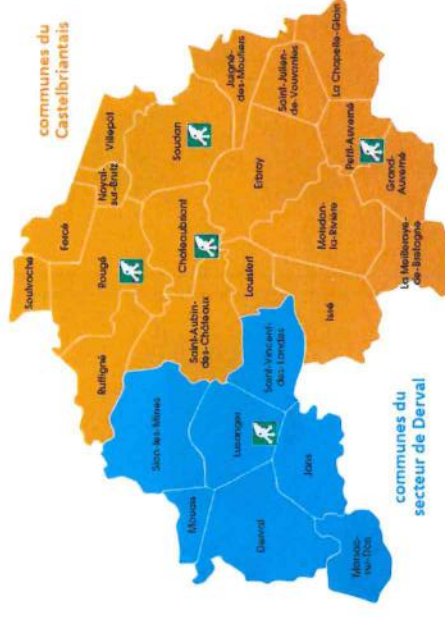 communes du
Castelbriantais
Soulvache
Fercé
Villepôt
Noyal-
sur-Brutz
Rougé
Ruffigné
Soudan
Juigné-
des-Moutiers
Châteaubriant
Saint-Aubin-
des-Châteaux
Saint-Julien-
de-Vouvantes
Erbray
Louisfert
La Chapelle-Glain
Petit-Auverné
Grand-
Auverné
Moisdon-
la-Rivière
Issé
La Meilleraye-
de-Bretagne
Sion-les-Mines
Saint-Vincent-
des-Landes
Lusanger
Mouais
Derval
Jans
Marsac-
sur-Don
communes du
secteur de Derval